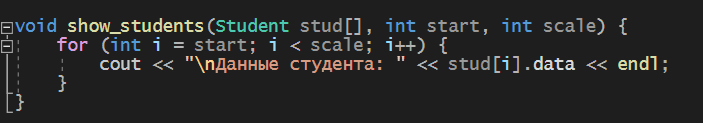 void show_students(Student stud[], int start, int scale) {
for (int i = start; i < scale; i++) {
cout << "\nДанные студента: " << stud[i].data << endl;
}
}